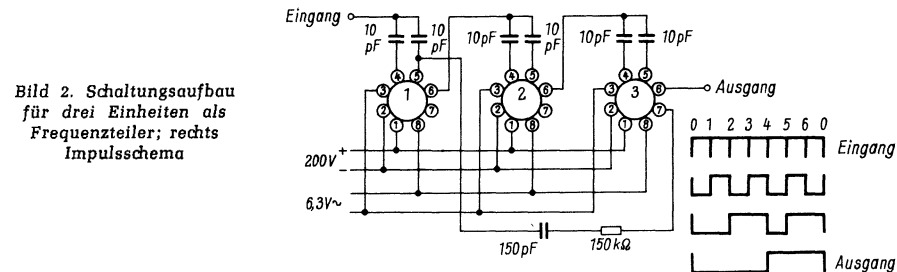 Bild 2. Schaltungsaufbau
für drei Einheiten als
Frequenzteiler; rechts
Impulsschema
Eingang
10
pF
10
pF
10pF
10
pF
10pF
10pF
4
5
3
1
6
2
7
1
8
4
5
3
2
6
2
7
1
8
4
5
3
3
6
2
7
1
8
Ausgang
+
200V
–
6,3V~
150pF
150kΩ
0 1 2 3 4 5 6 0
Eingang
Ausgang